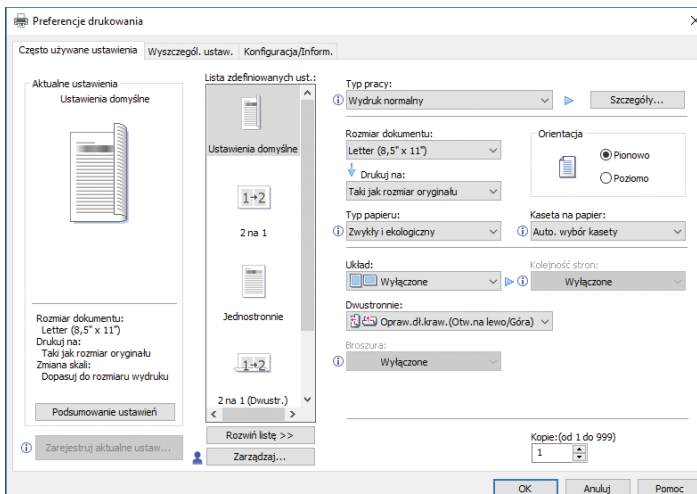 Preferencje drukowania
Często używane ustawienia
Wyszczegól. ustaw.
Konfiguracja/Inform.
Aktualne ustawienia
Ustawienia domyślne
Rozmiar dokumentu:
Letter (8,5" x 11")
Drukuj na:
Taki jak rozmiar oryginału
Zmiana skali:
Dopasuj do rozmiaru wydruku
Podsumowanie ustawień
Zarejestruj aktualne ustaw...
Lista zdefiniowanych ust.:
Ustawienia domyślne
1→2
2 na 1
Jednostronnie
1→2
2 na 1 (Dwustr.)
Rozwiń listę >>
Zarządzaj...
Typ pracy:
Wydruk normalny
Szczegóły...
Rozmiar dokumentu:
Letter (8,5" x 11")
Drukuj na:
Taki jak rozmiar oryginału
Orientacja
Pionowo
Poziomo
Typ papieru:
Zwykły i ekologiczny
Kaseta na papier:
Auto. wybór kasety
Układ:
Wyłączone
Kolejność stron:
Wyłączone
Dwustronnie:
Opraw.dł.kraw.(Otw.na lewo/Góra)
Broszura:
Wyłączone
Kopie:(od 1 do 999)
1
OK
Anuluj
Pomoc